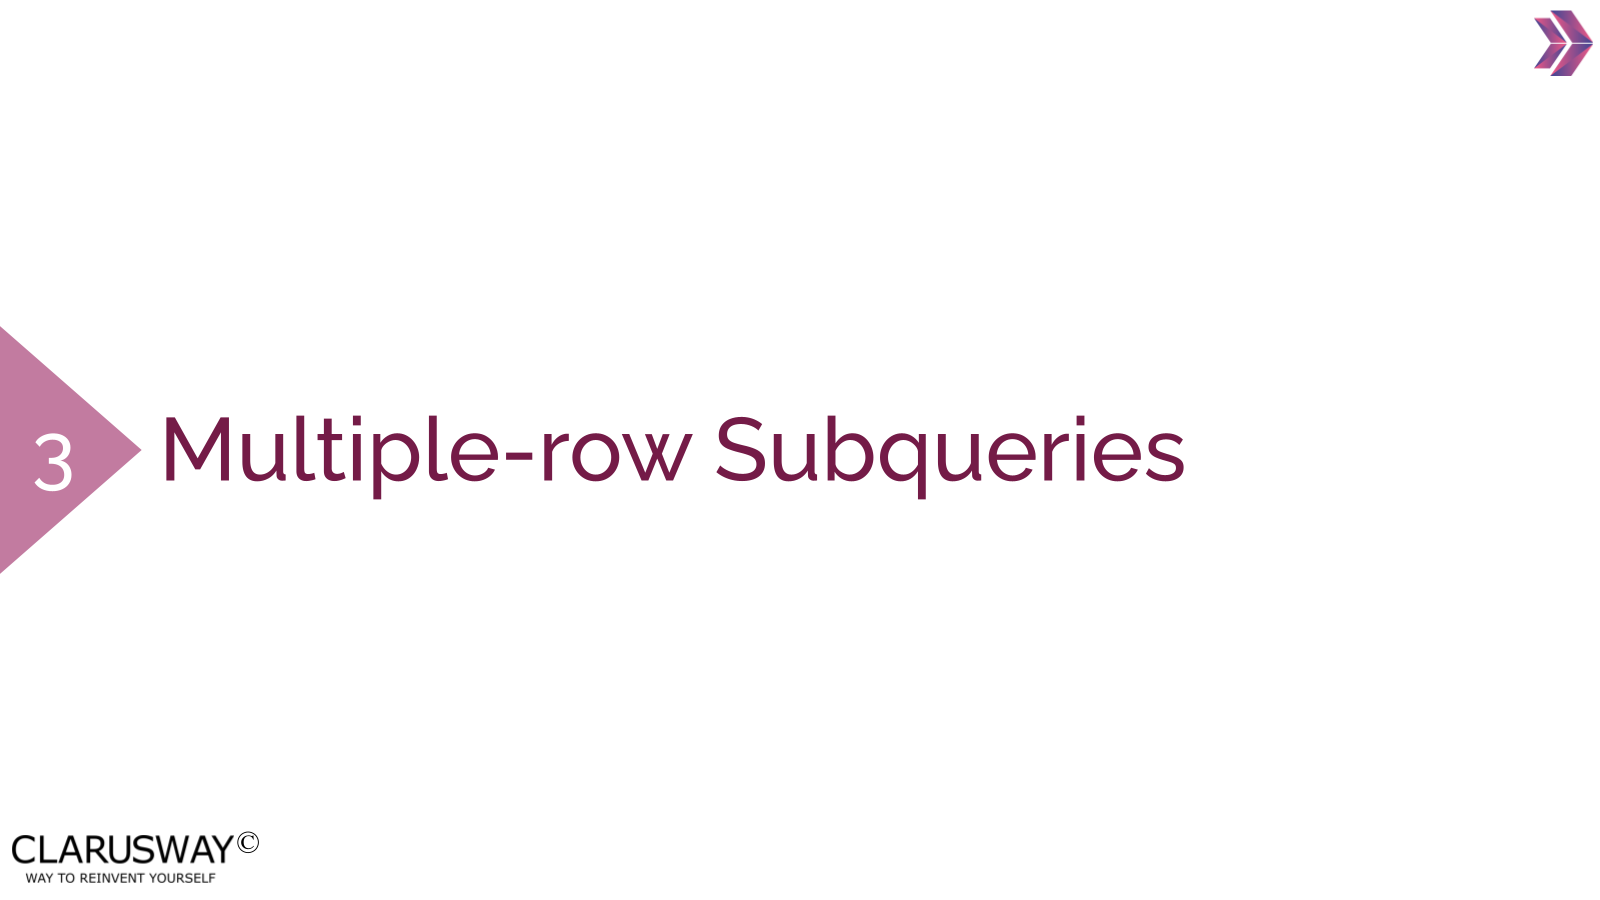 3
Multiple-row Subqueries
CLARUSWAY©
WAY TO REINVENT YOURSELF